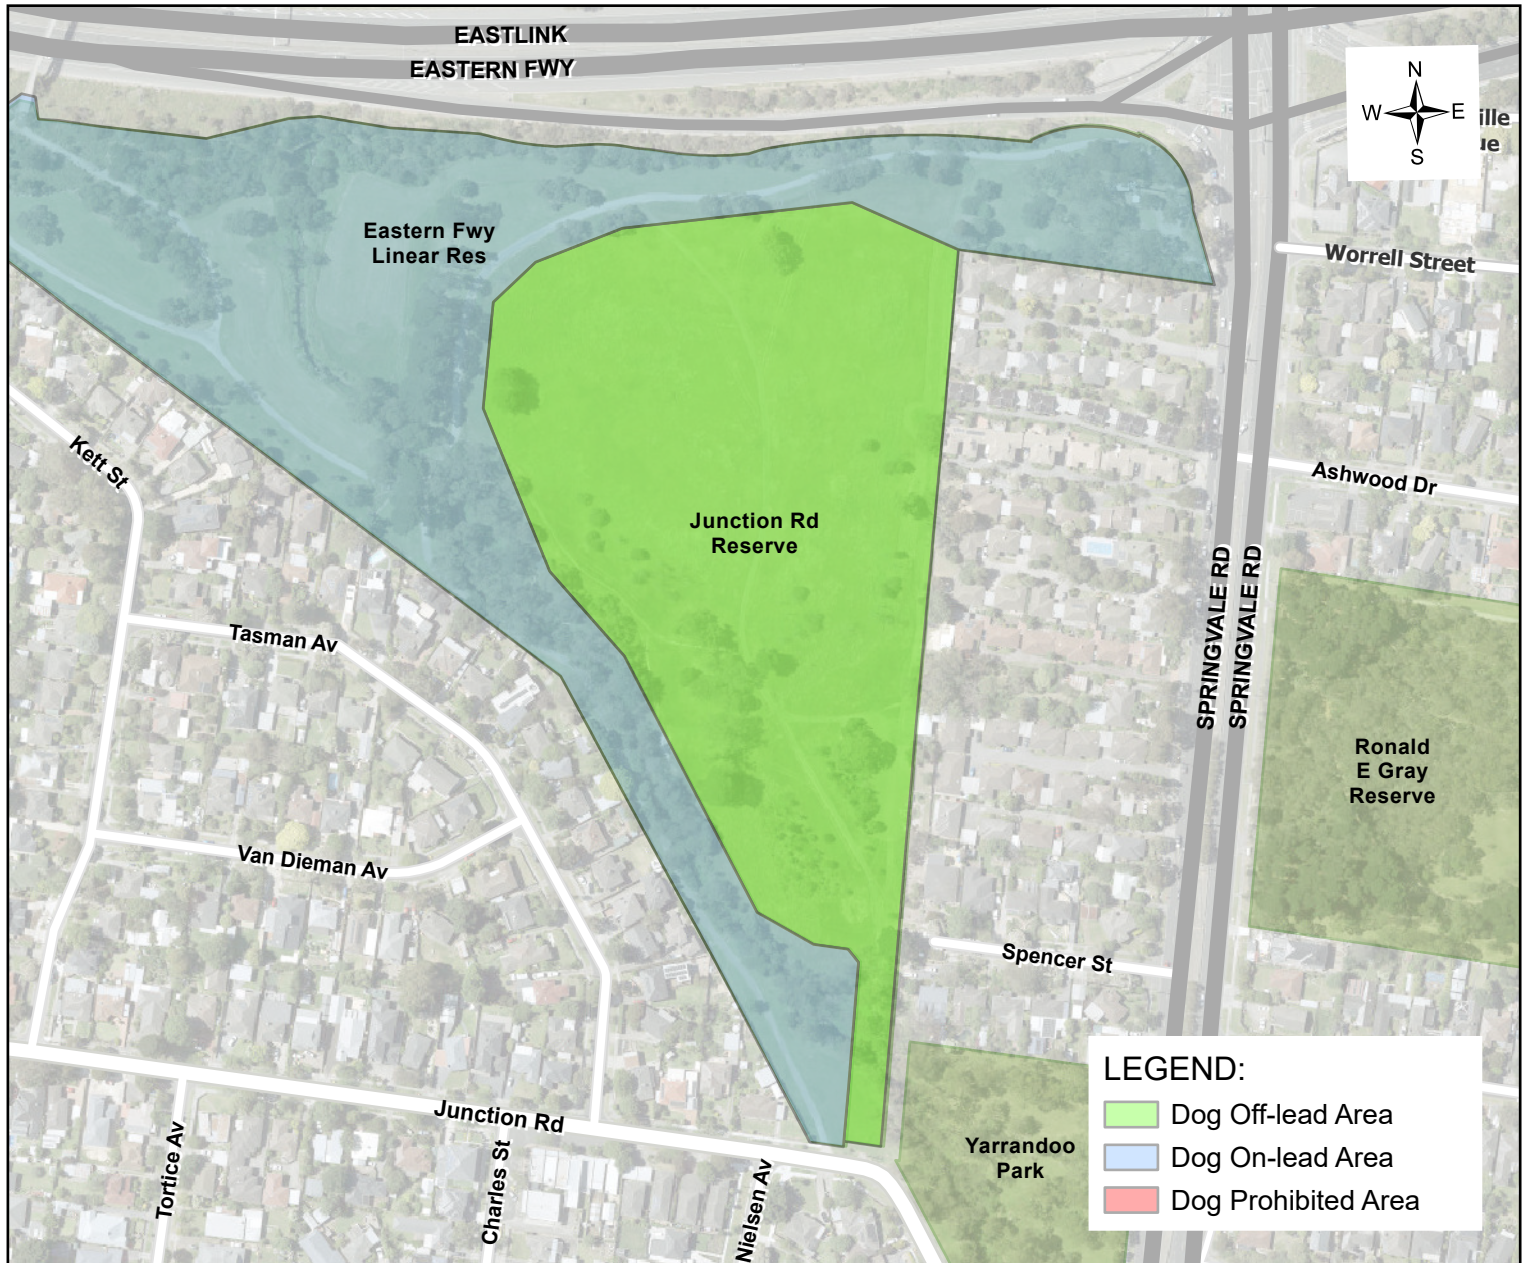 EASTLINK
EASTERN FWY
N
W E
S
ille
ue
Eastern Fwy
Linear Res
Worrell Street
Kett St
Ashwood Dr
Junction Rd
Reserve
SPRINGVALE RD
SPRINGVALE RD
Tasman Av
Ronald
E Gray
Reserve
Van Dieman Av
Spencer St
LEGEND:
Dog Off-lead Area
Dog On-lead Area
Dog Prohibited Area
Junction Rd
Yarrandoo
Park
Tortice Av
Charles St
Nielsen Av